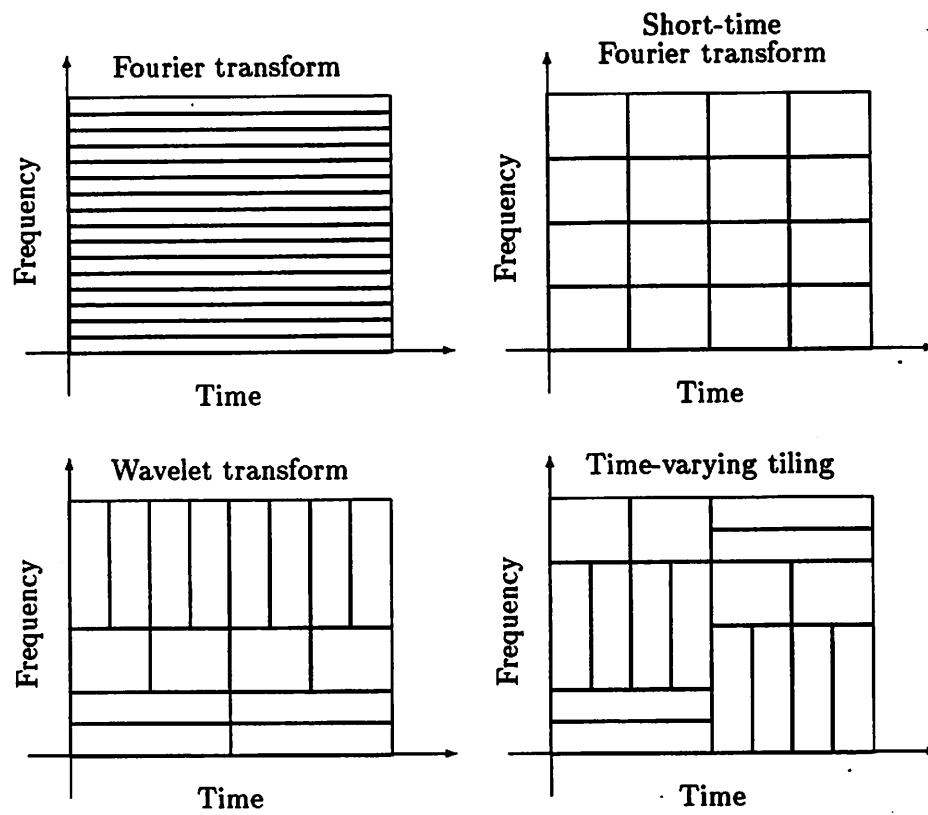 Fourier transform
Frequency
Time
Short-time
Fourier transform
Frequency
Time
Wavelet transform
Frequency
Time
Time-varying tiling
Frequency
Time